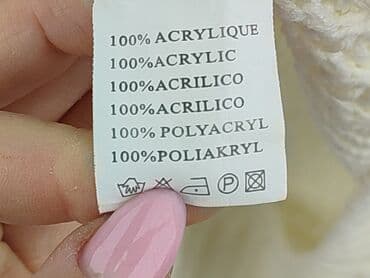 100% ACRYLIQUE
100% ACRYLIC
100% ACRILICO
100% ACRILICO
100% POLYACRYL
100% POLIAKRYL
P